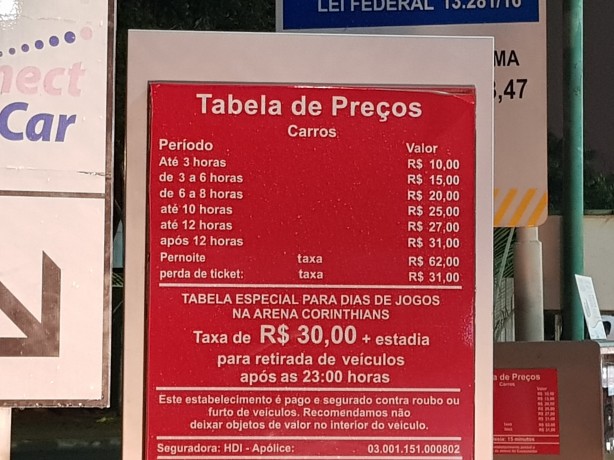 LEI FEDERAL 13.281/16
nect
Car
MA
,47
Tabela de Preços
Carros
Período Valor
Até 3 horas R$ 10,00
de 3 a 6 horas R$ 15,00
de 6 a 8 horas R$ 20,00
até 10 horas R$ 25,00
até 12 horas R$ 27,00
após 12 horas R$ 31,00
Pernoite taxa R$ 62,00
perda de ticket: taxa R$ 31,00
TABELA ESPECIAL PARA DIAS DE JOGOS
NA ARENA CORINTHIANS
Taxa de R$ 30,00 + estadia
para retirada de veículos
após as 23:00 horas
Este estabelecimento é pago e segurado contra roubo ou
furto de veículos. Recomendamos não
deixar objetos de valor no interior do veículo.
Seguradora: HDI - Apólice: 03.001.151.000802
a de Preços
Carros
Valor